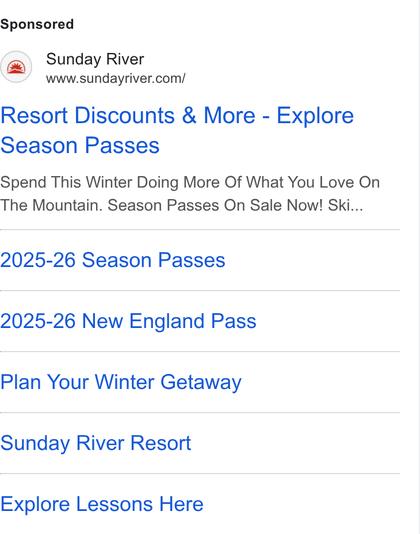 Sponsored
Sunday River
www.sundayriver.com/
Resort Discounts & More - Explore
Season Passes
Spend This Winter Doing More Of What You Love On
The Mountain. Season Passes On Sale Now! Ski...
2025-26 Season Passes
2025-26 New England Pass
Plan Your Winter Getaway
Sunday River Resort
Explore Lessons Here